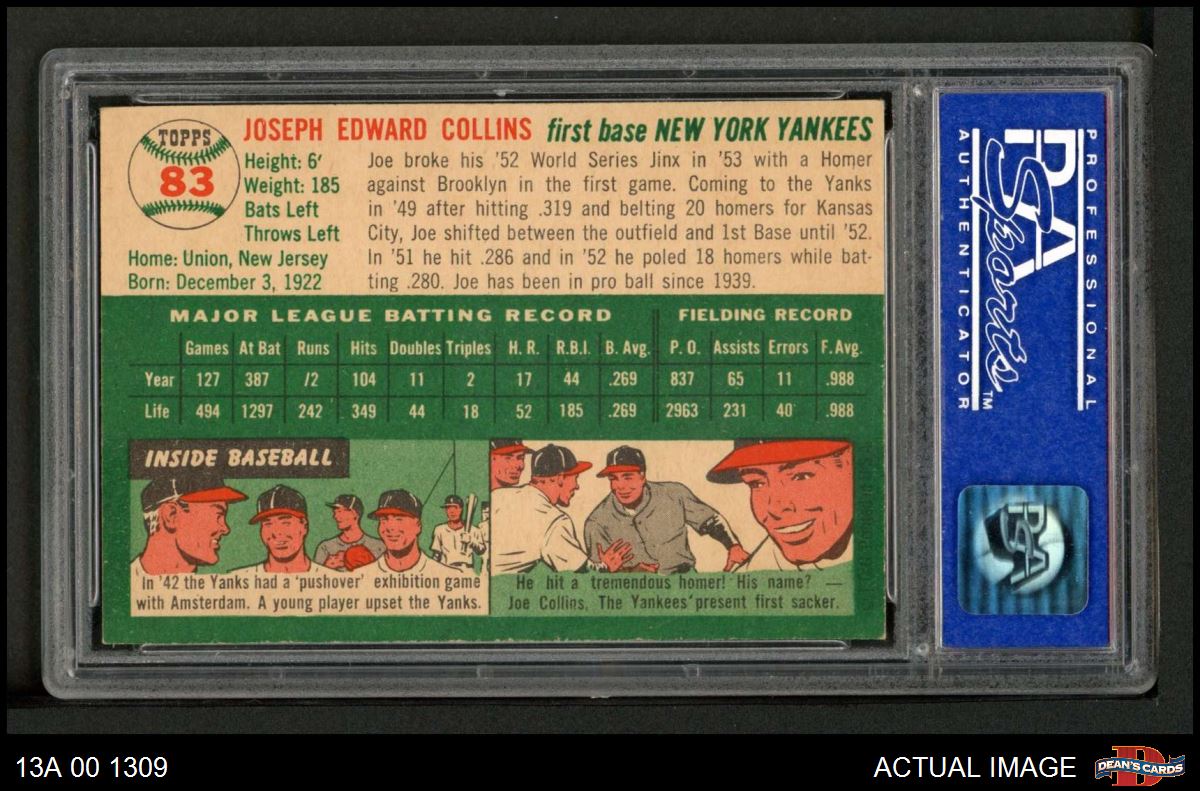 TOPPS
83
JOSEPH EDWARD COLLINS first base NEW YORK YANKEES
Height: 6′
Weight: 185
Bats Left
Throws Left
Home: Union, New Jersey
Born: December 3, 1922
Joe broke his '52 World Series Jinx in '53 with a Homer
against Brooklyn in the first game. Coming to the Yanks
in '49 after hitting .319 and belting 20 homers for Kansas
City, Joe shifted between the outfield and 1st Base until '52.
In '51 he hit .286 and in '52 he poled 18 homers while bat-
ting .280. Joe has been in pro ball since 1939.
MAJOR LEAGUE BATTING RECORD FIELDING RECORD
Games At Bat Runs Hits Doubles Triples H. R. R.B.I. B. Avg. P. O. Assists Errors F. Avg.
Year 127 387 /2 104 11 2 17 44 .269 837 65 11 .988
Life 494 1297 242 349 44 18 52 185 .269 2963 231 40 .988
INSIDE BASEBALL
In '42 the Yanks had a 'pushover' exhibition game
with Amsterdam. A young player upset the Yanks.
He hit a tremendous homer! His name? —
Joe Collins, The Yankees' present first sacker.
PROFESSIONAL
PSA
Sports
TM
AUTHENTICATOR
PSA
13A 00 1309
ACTUAL IMAGE
D
DEAN'S CARDS